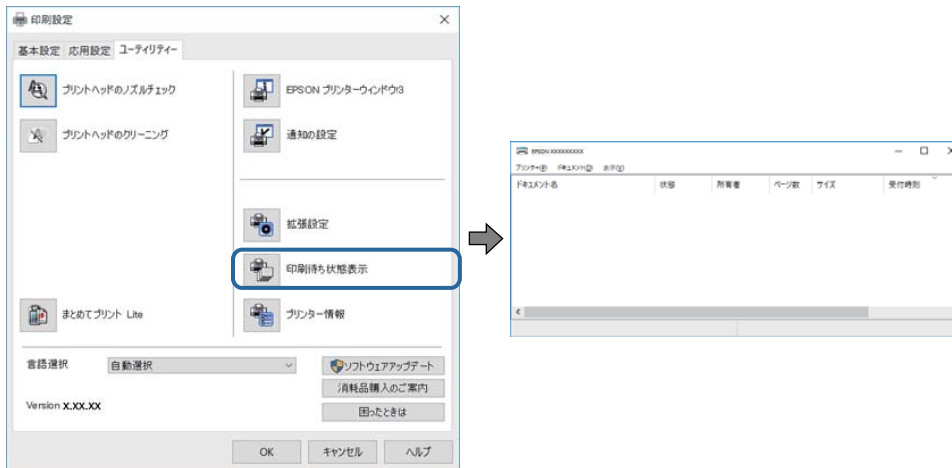 印刷設定
基本設定 応用設定 ユーティリティー
プリントヘッドのノズルチェック
プリントヘッドのクリーニング
まとめてプリント Lite
EPSON プリンターウィンドウ!3
通知の設定
拡張設定
印刷待ち状態表示
プリンター情報
言語選択 自動選択
Version X.XX.XX
ソフトウェアアップデート
消耗品購入のご案内
困ったときは
OK キャンセル ヘルプ
EPSON XXXXXXXXXX
プリンター(P) ドキュメント(D) 表示(V)
ドキュメント名 状態 所有者 ページ数 サイズ 受付時刻